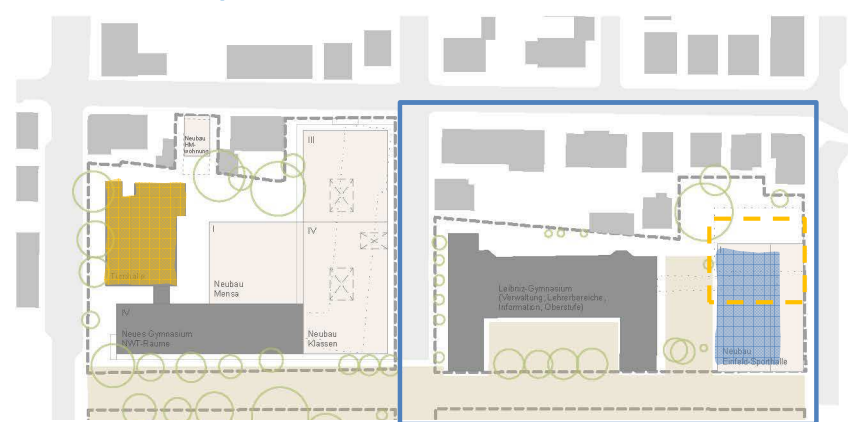 Neubau
HM-
wohnung
III
I
IV
Neubau
Mensa
IV
Neues Gymnasium
NWT-Räume
Neubau
Klassen
Leibniz-Gymnasium
(Verwaltung, Lehrerbereiche,
Information, Oberstufe)
Neubau
Einfeld-Sporthalle